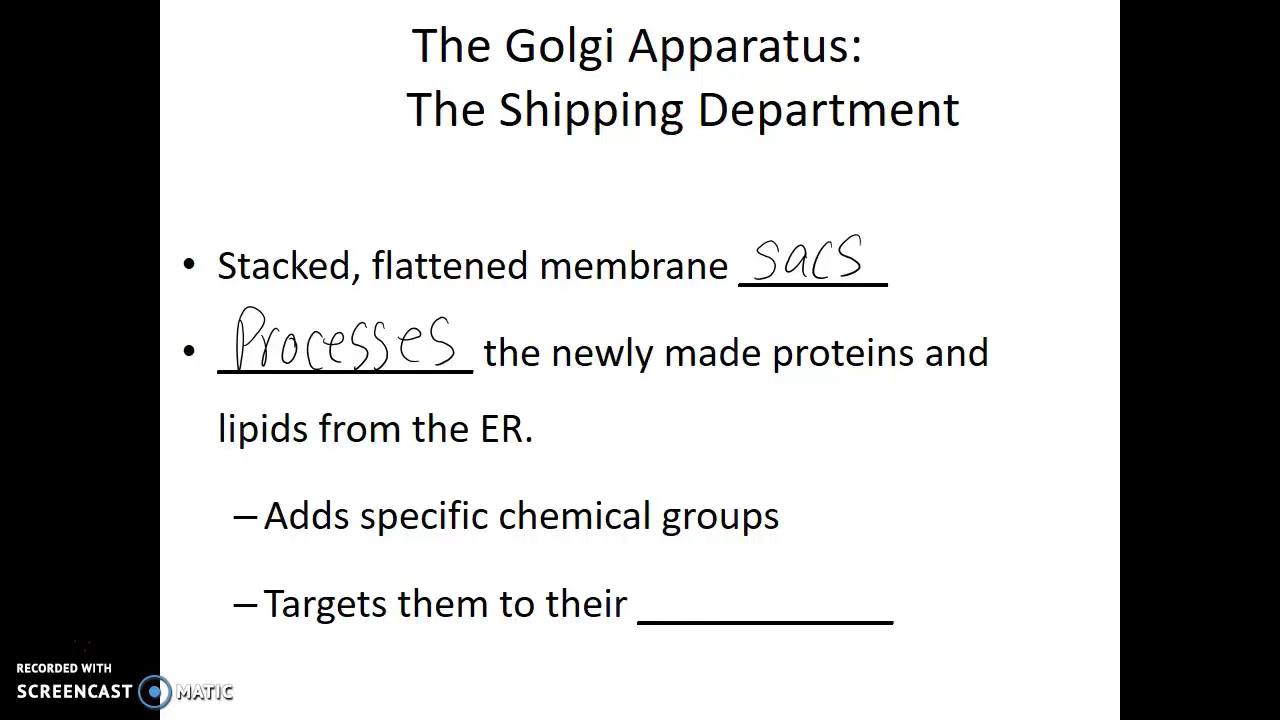 The Golgi Apparatus:
The Shipping Department
• Stacked, flattened membrane sacs
• Processes the newly made proteins and
lipids from the ER.
– Adds specific chemical groups
– Targets them to their ____________
RECORDED WITH
SCREENCAST MATIC